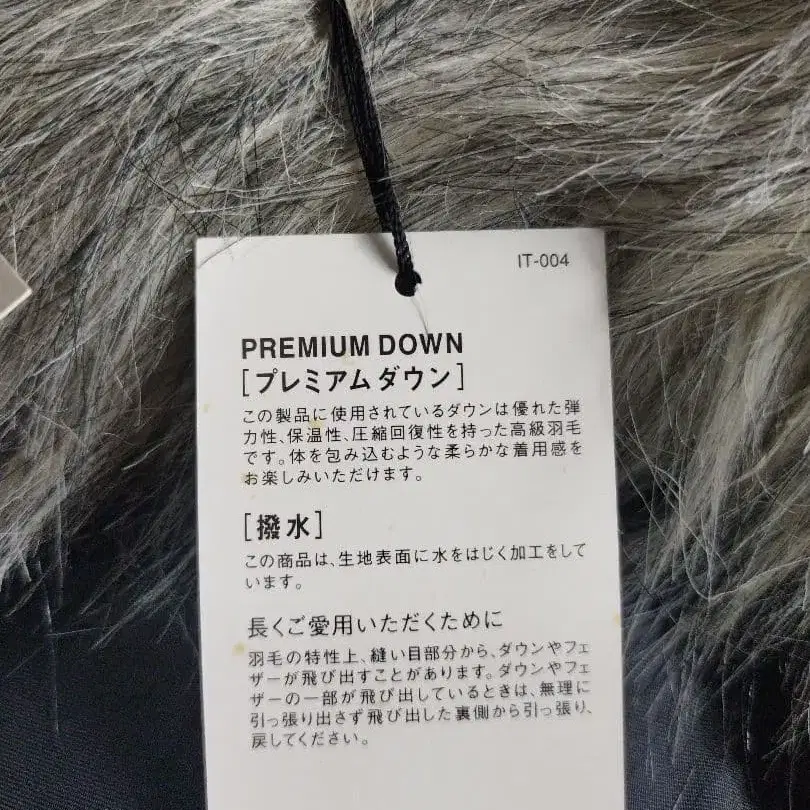 IT-004
PREMIUM DOWN
[プレミアムダウン]
この製品に使用されているダウンは優れた弾
力性、保温性、圧縮回復性を持った高級羽毛
です。体を包み込むような柔らかな着用感を
お楽しみいただけます。
[撥水]
この商品は、生地表面に水をはじく加工をして
います。
長くご愛用いただくために
羽毛の特性上、縫い目部分から、ダウンやフェ
ザーが飛び出すことがあります。ダウンやフェ
ザーの一部が飛び出しているときは、無理に
引っ張り出さず飛び出した裏側から引っ張り、
戻してください。